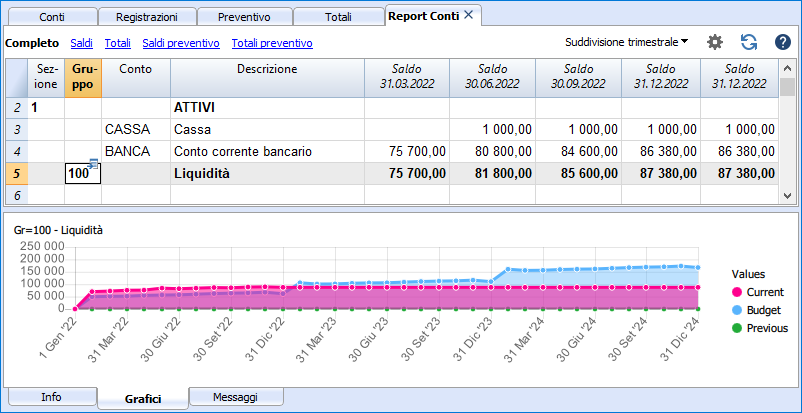 Conti Registrazioni Preventivo Totali Report Conti
Completo Saldi Totali Saldi preventivo Totali preventivo Suddivisione trimestrale
Sez-
ione Gru-
ppo Conto Descrizione Saldo
31.03.2022 Saldo
30.06.2022 Saldo
30.09.2022 Saldo
31.12.2022 Saldo
31.12.2022
2 1 ATTIVI
3 CASSA Cassa 1 000,00 1 000,00 1 000,00 1 000,00
4 BANCA Conto corrente bancario 75 700,00 80 800,00 84 600,00 86 380,00 86 380,00
5 100 Liquidità 75 700,00 81 800,00 85 600,00 87 380,00 87 380,00
6
Gr=100 - Liquidità
250 000
200 000
150 000
100 000
50 000
0
1 Gen '22 31 Mar '22 30 Giu '22 30 Set '22 31 Dic '22 31 Mar '23 30 Giu '23 30 Set '23 31 Dic '23 31 Mar '24 30 Giu '24 30 Set '24 31 Dic '24
Values
Current
Budget
Previous
Info Grafici Messaggi